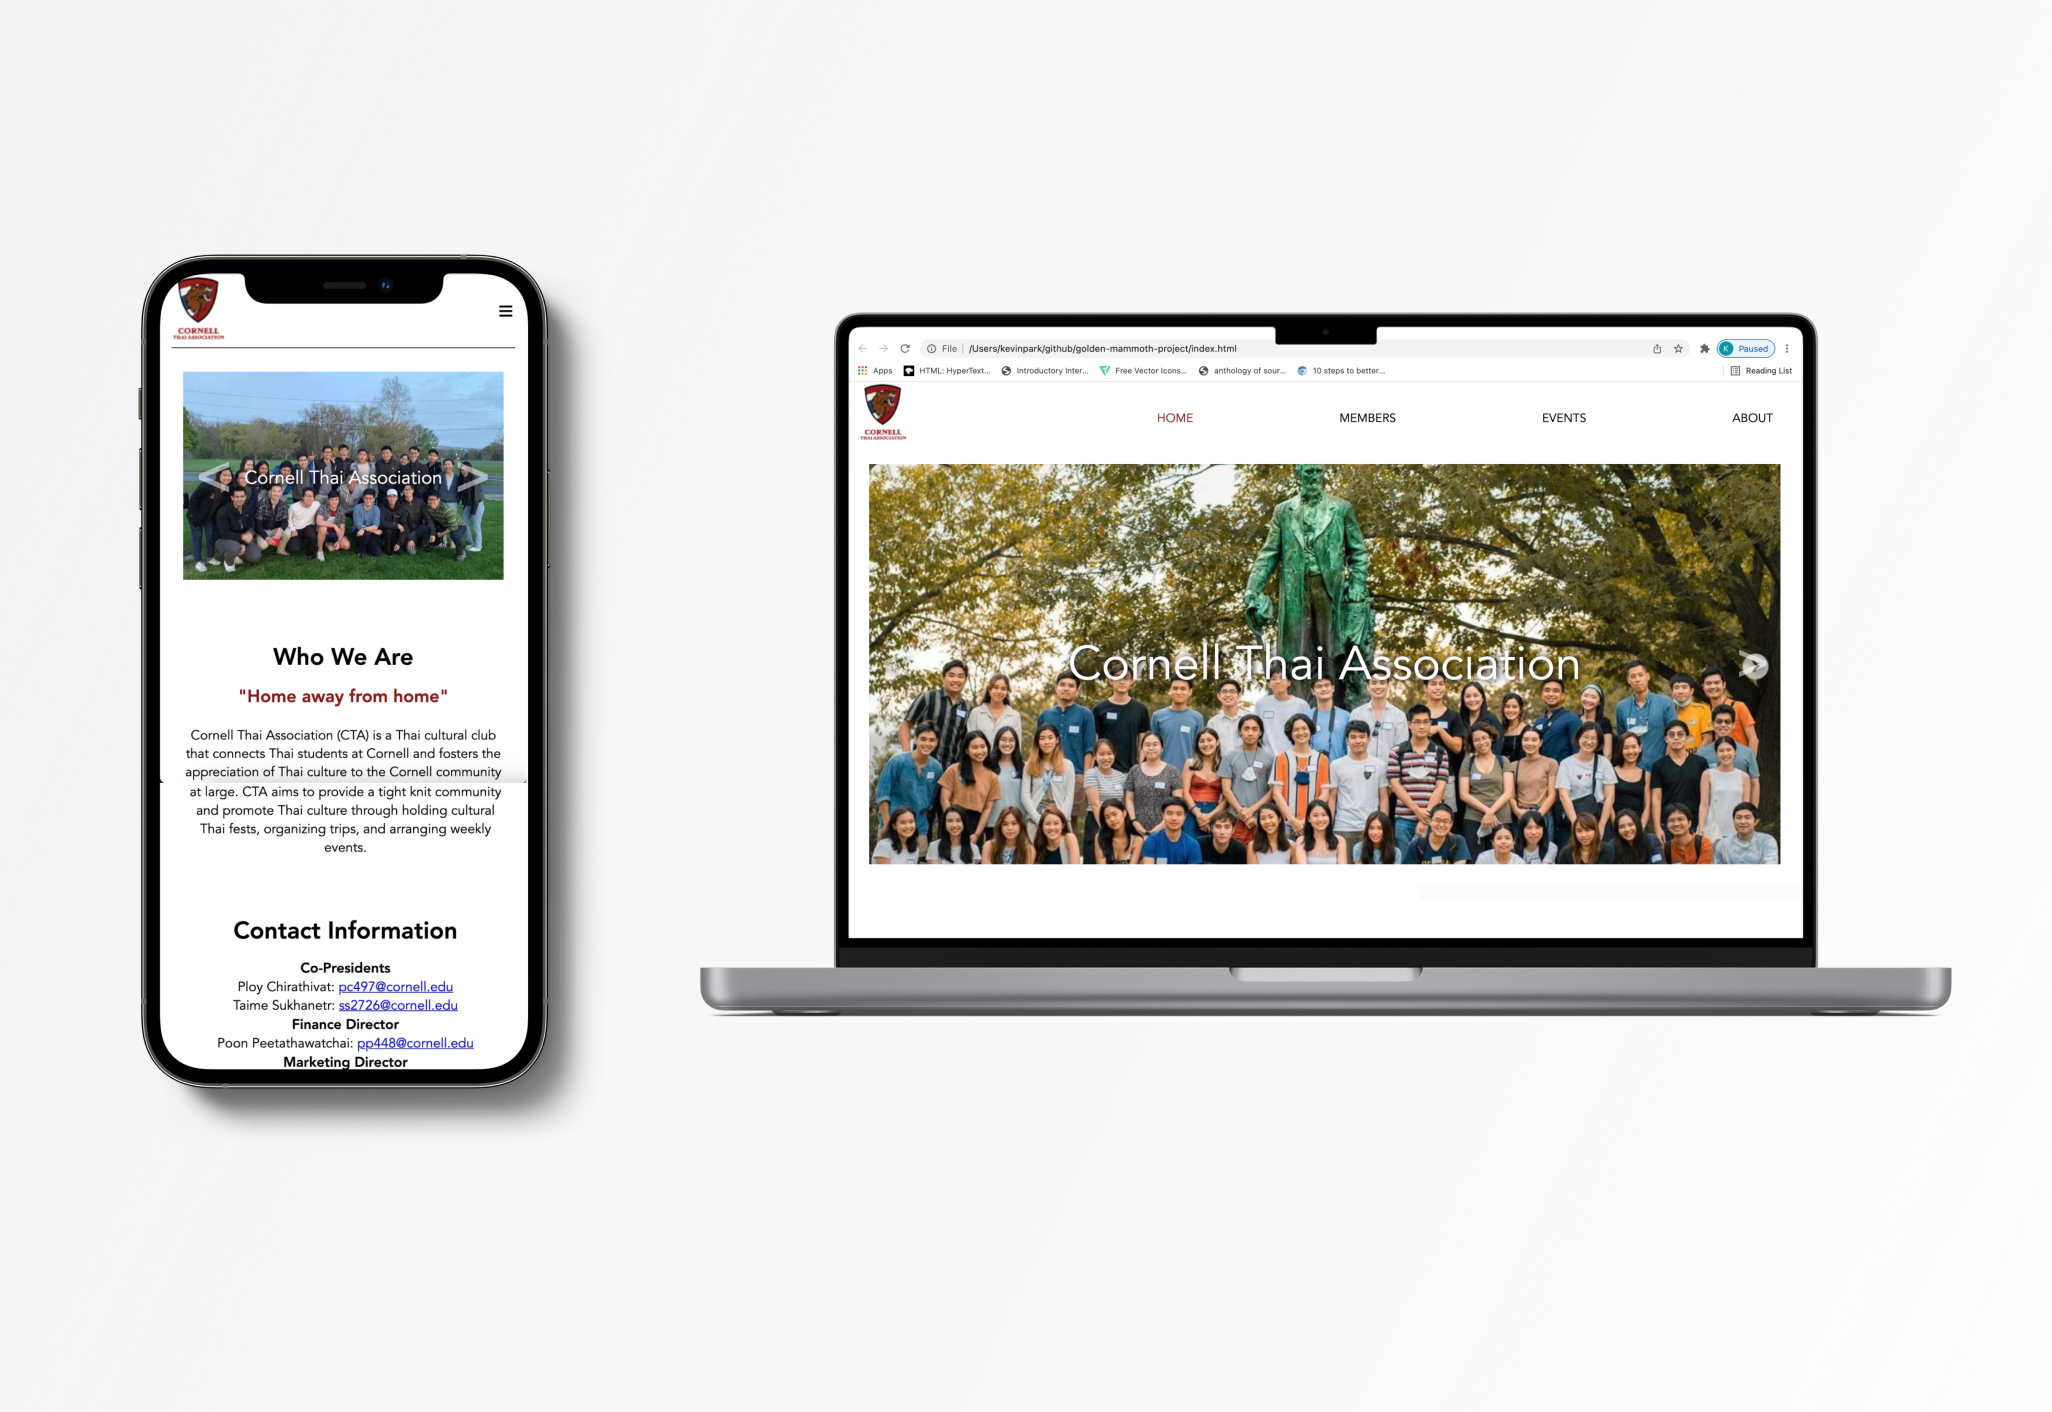 CORNELL
THAI ASSOCIATION
Cornell Thai Association
Who We Are
"Home away from home"
Cornell Thai Association (CTA) is a Thai cultural club
that connects Thai students at Cornell and fosters the
appreciation of Thai culture to the Cornell community
at large. CTA aims to provide a tight knit community
and promote Thai culture through holding cultural
Thai fests, organizing trips, and arranging weekly
events.
Contact Information
Co-Presidents
Ploy Chirathivat: pc497@cornell.edu
Taime Sukhanetr: ss2726@cornell.edu
Finance Director
Poon Peetathawatchai: pp448@cornell.edu
Marketing Director
File /Users/kevinpark/github/golden-mammoth-project/index.html K Paused
Apps HTML: HyperText... Introductory Inter... Free Vector Icons... anthology of sour... 10 steps to better... Reading List
CORNELL
THAI ASSOCIATION
HOME MEMBERS EVENTS ABOUT
Cornell Thai Association